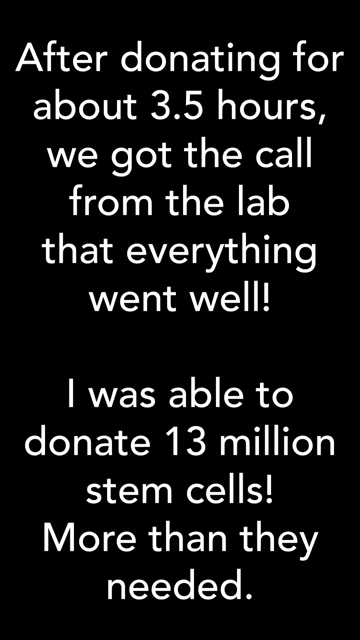 After donating for
about 3.5 hours,
we got the call
from the lab
that everything
went well!
I was able to
donate 13 million
stem cells!
More than they
needed.